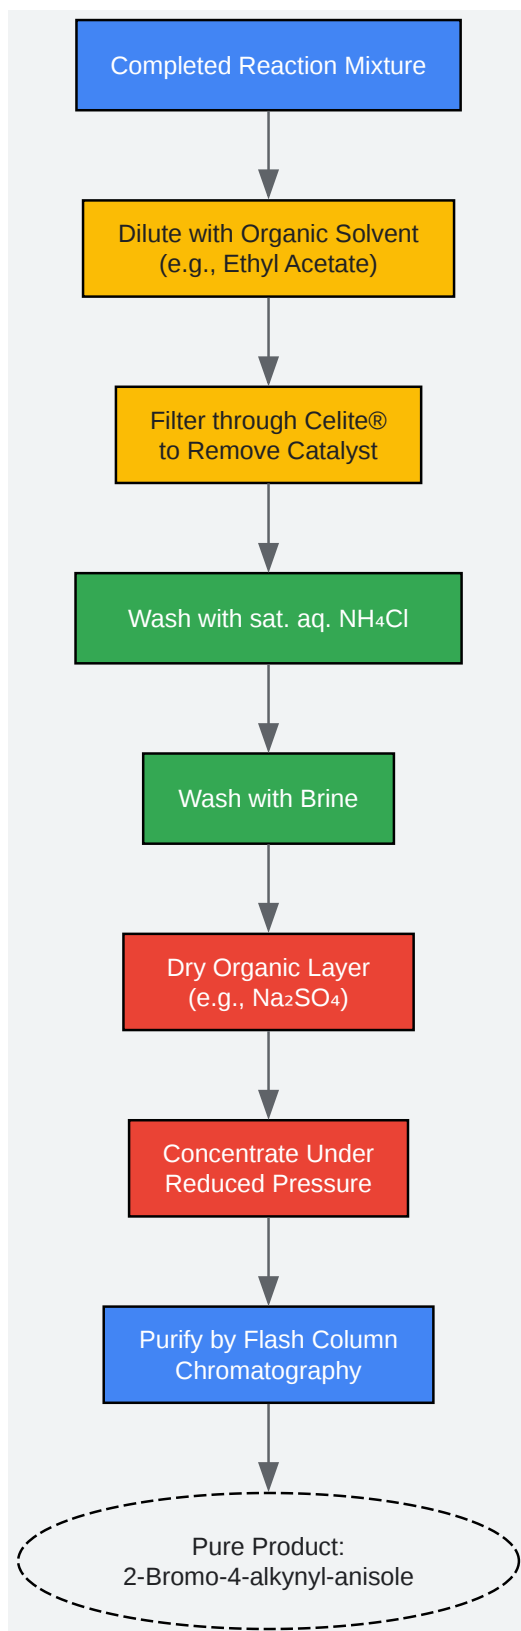 Completed Reaction Mixture
Dilute with Organic Solvent
(e.g., Ethyl Acetate)
Filter through Celite®
to Remove Catalyst
Wash with sat. aq. NH₄Cl
Wash with Brine
Dry Organic Layer
(e.g., Na₂SO₄)
Concentrate Under
Reduced Pressure
Purify by Flash Column
Chromatography
Pure Product:
2-Bromo-4-alkynyl-anisole